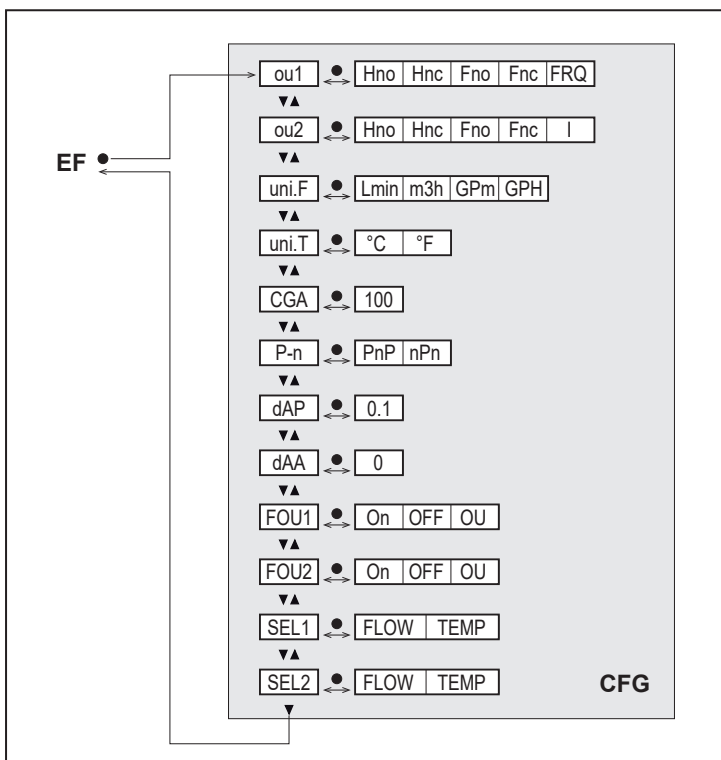 ou1 Hno Hnc Fno Fnc FRQ
ou2 Hno Hnc Fno Fnc I
EF
uni.F Lmin m3h GPm GPH
uni.T °C °F
CGA 100
P-n PnP nPn
dAP 0.1
dAA 0
FOU1 On OFF OU
FOU2 On OFF OU
SEL1 FLOW TEMP
SEL2 FLOW TEMP CFG